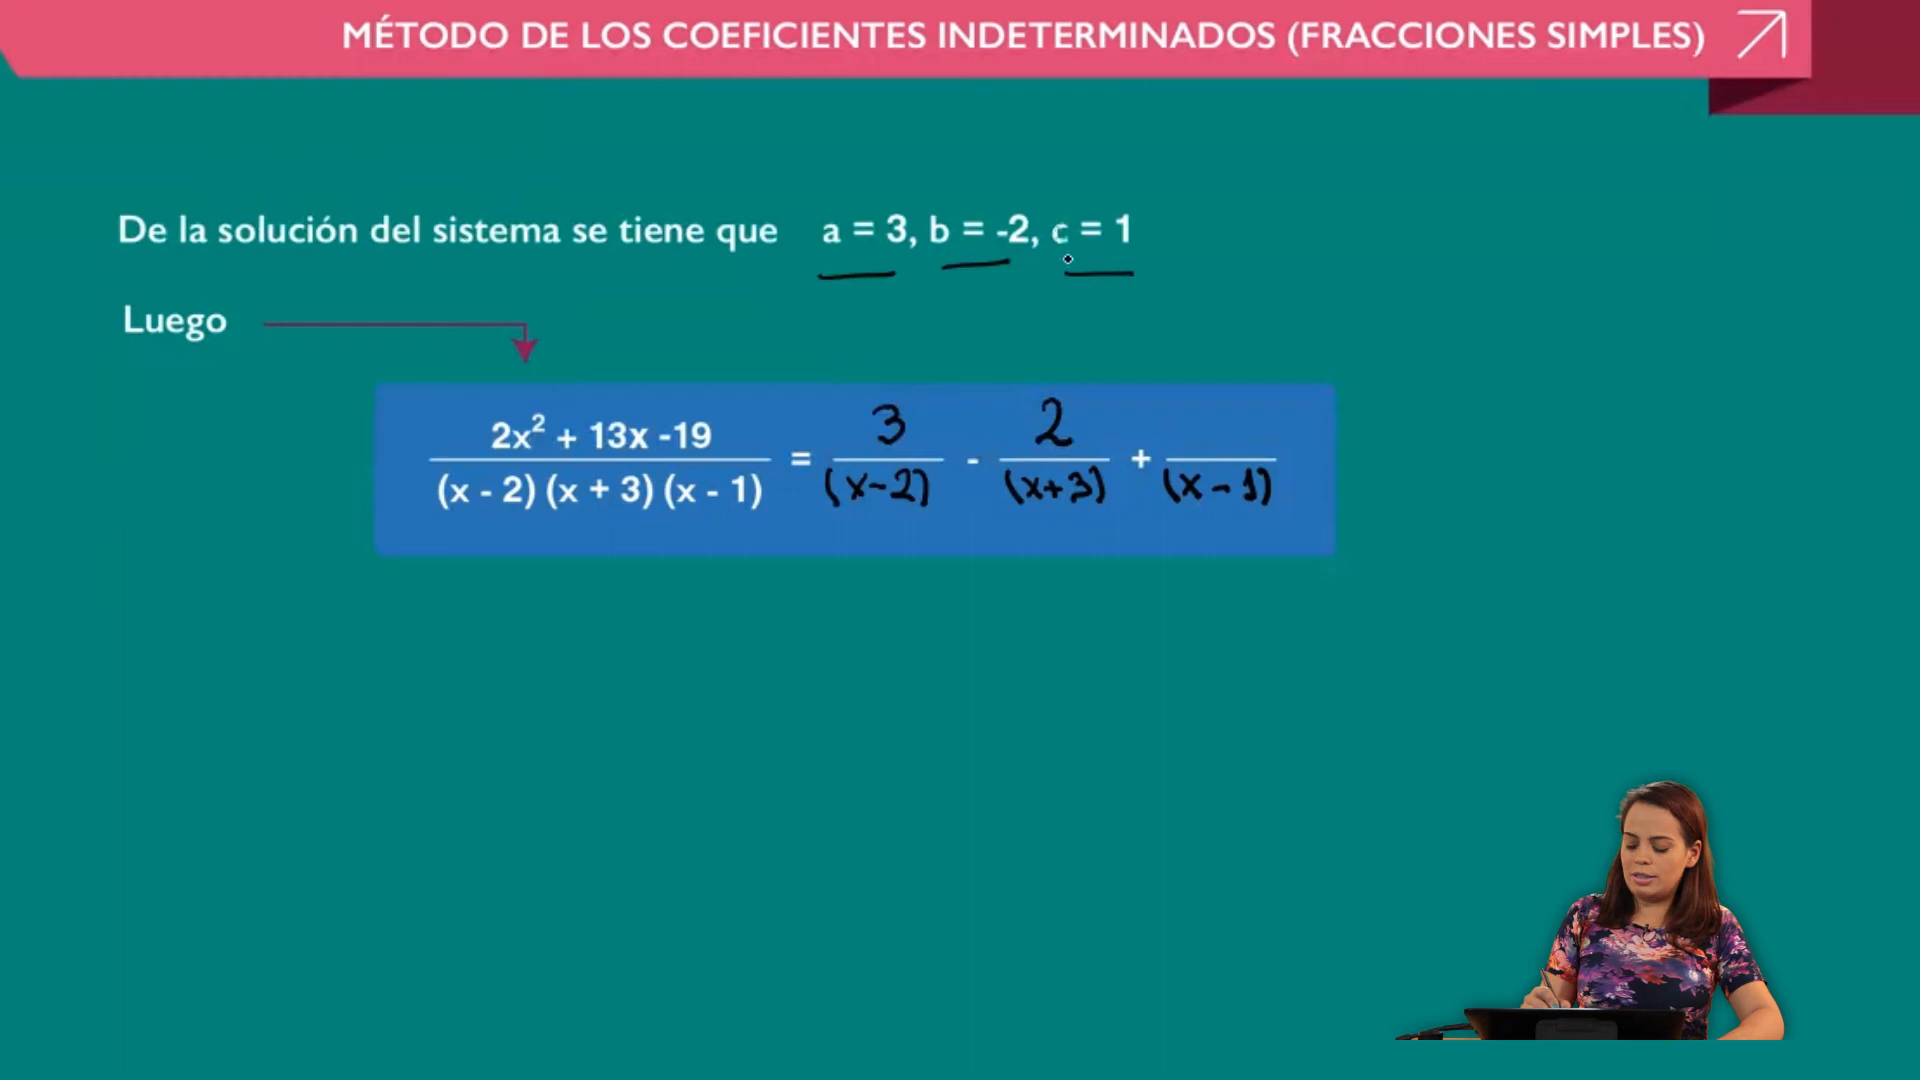 MÉTODO DE LOS COEFICIENTES INDETERMINADOS (FRACCIONES SIMPLES)
De la solución del sistema se tiene que a = 3, b = -2, c = 1
Luego
2x² + 13x -19 / (x - 2) (x + 3) (x - 1) = 3 / (x-2) - 2 / (x+3) + / (x - 1)